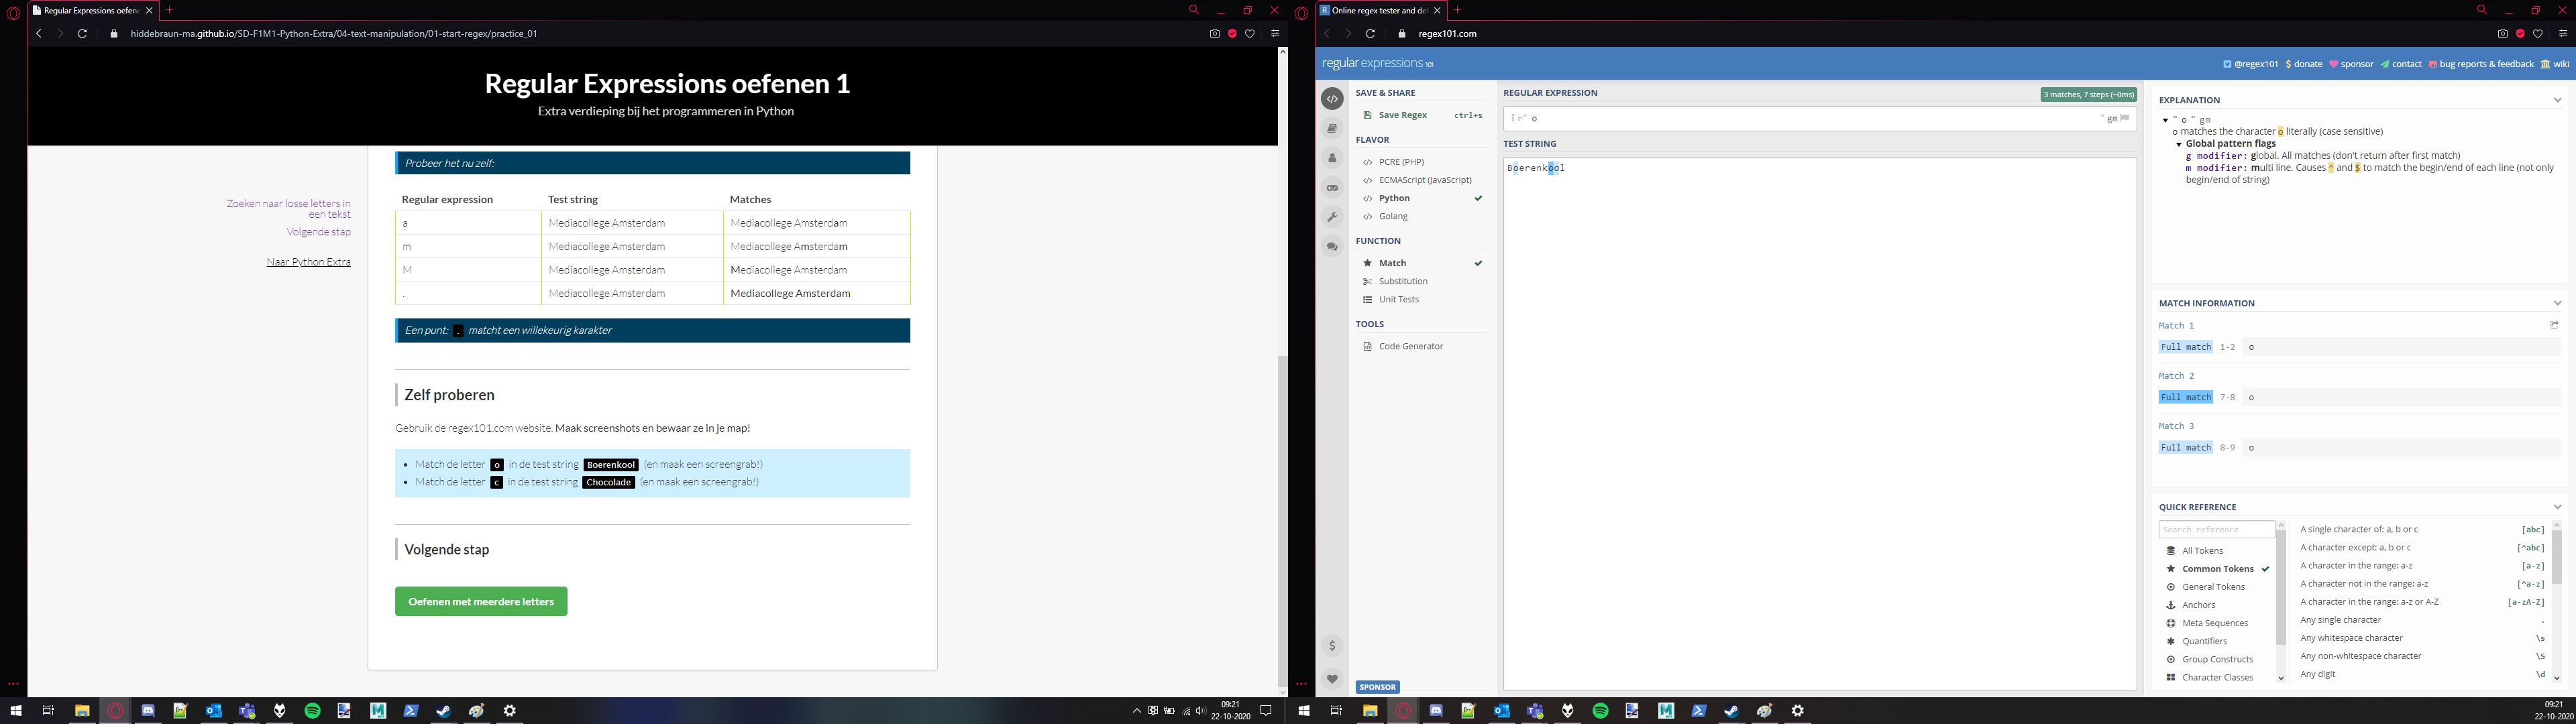 Regular Expressions oefene
hiddebraun-ma.github.io/SD-F1M1-Python-Extra/04-text-manipulation/01-start-regex/practice_01
Regular Expressions oefenen 1
Extra verdieping bij het programmeren in Python
Zoeken naar losse letters in
een tekst
Volgende stap
Naar Python Extra
Probeer het nu zelf:
Regular expression Test string Matches
a Mediacollege Amsterdam Mediacollege Amsterdam
m Mediacollege Amsterdam Mediacollege Amsterdam
M Mediacollege Amsterdam Mediacollege Amsterdam
. Mediacollege Amsterdam Mediacollege Amsterdam
Een punt: . matcht een willekeurig karakter
Zelf proberen
Gebruik de regex101.com website. Maak screenshots en bewaar ze in je map!
• Match de letter o in de test string Boerenkool (en maak een screengrab!)
• Match de letter c in de test string Chocolade (en maak een screengrab!)
Volgende stap
Oefenen met meerdere letters
09:21
22-10-2020
Online regex tester and de
regex101.com
regular expressions 101
@regex101 $ donate sponsor contact bug reports & feedback wiki
SAVE & SHARE
Save Regex ctrl+s
FLAVOR
</> PCRE (PHP)
</> ECMAScript (JavaScript)
</> Python
</> Golang
FUNCTION
Match
Substitution
Unit Tests
TOOLS
Code Generator
SPONSOR
REGULAR EXPRESSION
3 matches, 7 steps (~0ms)
r" o " gm
TEST STRING
Boerenkool
EXPLANATION
" o " gm
o matches the character o literally (case sensitive)
Global pattern flags
g modifier: global. All matches (don't return after first match)
m modifier: multi line. Causes ^ and $ to match the begin/end of each line (not only
begin/end of string)
MATCH INFORMATION
Match 1
Full match 1-2 o
Match 2
Full match 7-8 o
Match 3
Full match 8-9 o
QUICK REFERENCE
Search reference
All Tokens
Common Tokens
General Tokens
Anchors
Meta Sequences
Quantifiers
Group Constructs
Character Classes
A single character of: a, b or c [abc]
A character except: a, b or c [^abc]
A character in the range: a-z [a-z]
A character not in the range: a-z [^a-z]
A character in the range: a-z or A-Z [a-zA-Z]
Any single character .
Any whitespace character \s
Any non-whitespace character \S
Any digit \d
09:21
22-10-2020